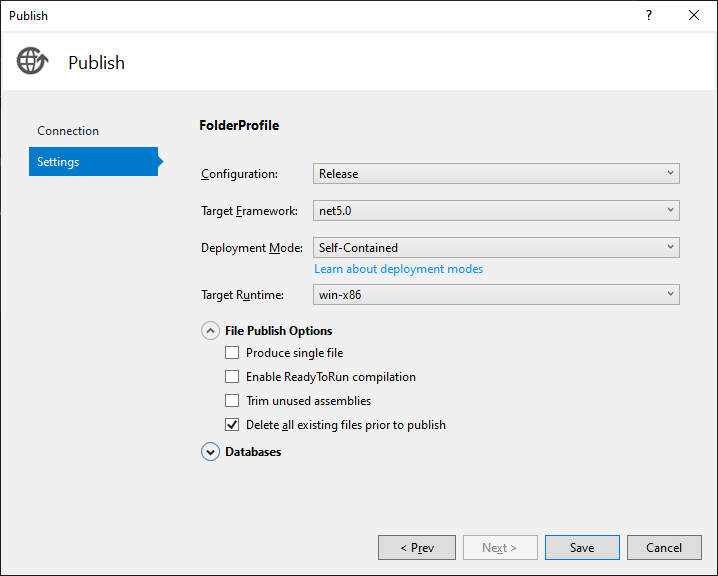 Publish
?
Publish
Connection
Settings
FolderProfile
Configuration: Release
Target Framework: net5.0
Deployment Mode: Self-Contained
Learn about deployment modes
Target Runtime: win-x86
File Publish Options
Produce single file
Enable ReadyToRun compilation
Trim unused assemblies
Delete all existing files prior to publish
Databases
< Prev Next > Save Cancel